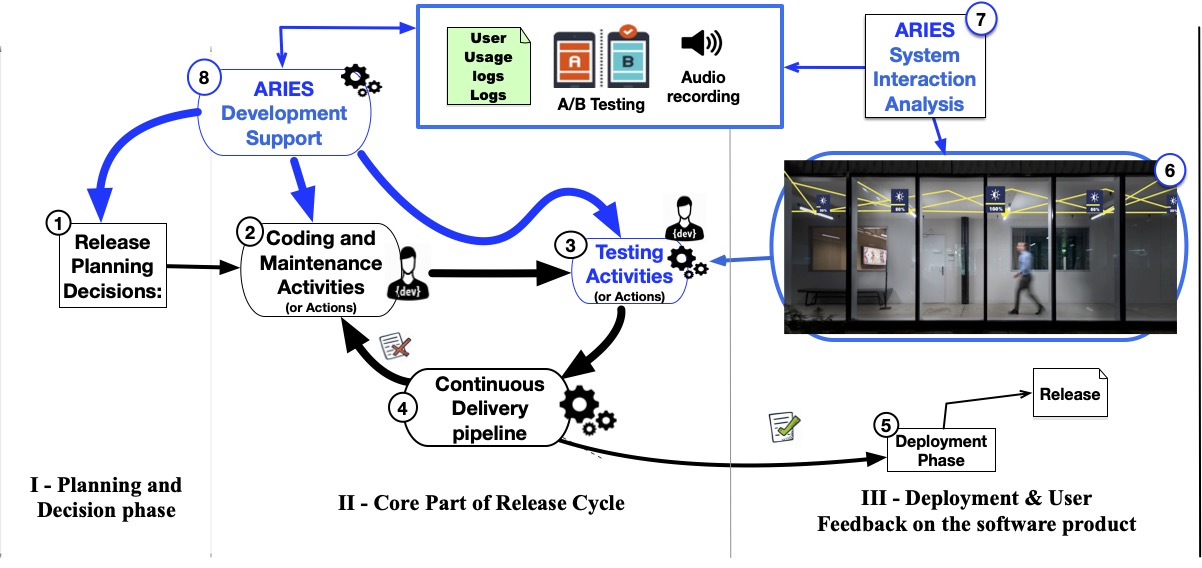 User
Usage
logs
Logs
A
B
A/B Testing
Audio
recording
7
ARIES
System
Interaction
Analysis
8
ARIES
Development
Support
6
80%
100%
86%
1
Release
Planning
Decisions:
2
Coding and
Maintenance
Activities
(or Actions)
{dev}
3
Testing
Activities
(or Actions)
{dev}
4
Continuous
Delivery
pipeline
5
Deployment
Phase
Release
I - Planning and
Decision phase
II - Core Part of Release Cycle
III - Deployment & User
Feedback on the software product